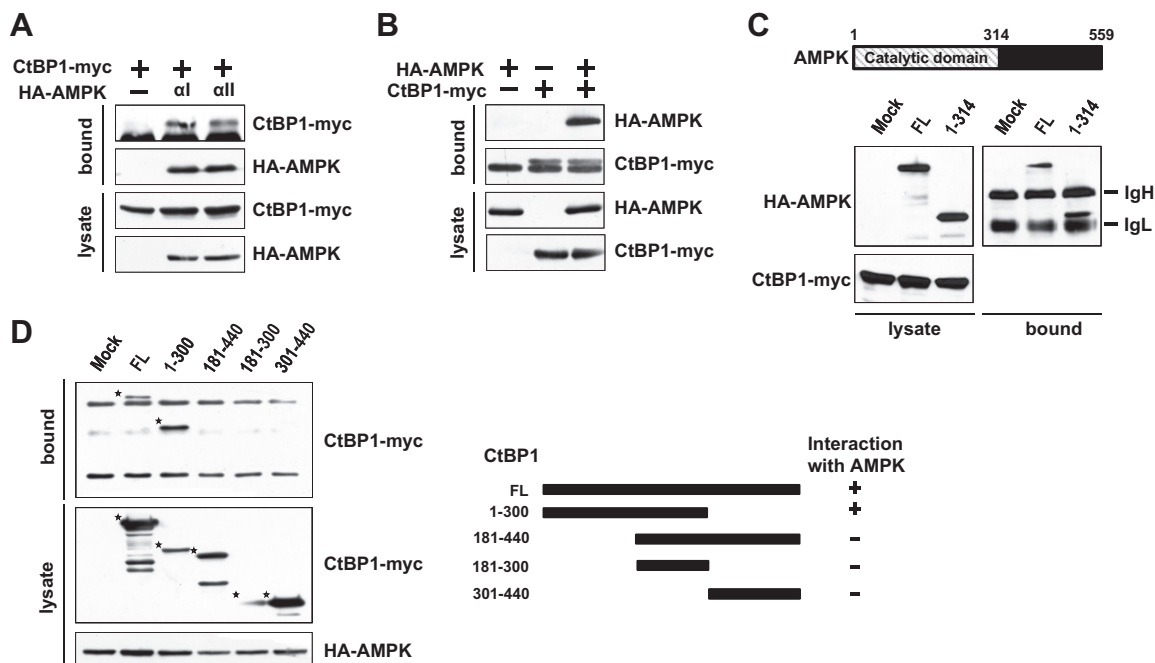 A
CtBP1-myc + + +
HA-AMPK − αI αII
bound
CtBP1-myc
HA-AMPK
lysate
CtBP1-myc
HA-AMPK
B
HA-AMPK + − +
CtBP1-myc − + +
bound
HA-AMPK
CtBP1-myc
lysate
HA-AMPK
CtBP1-myc
C
1 314 559
AMPK Catalytic domain
Mock FL 1-314 Mock FL 1-314
HA-AMPK
IgH
IgL
CtBP1-myc
lysate bound
D
Mock FL 1-300 181-440 181-300 301-440
bound
CtBP1-myc
lysate
CtBP1-myc
HA-AMPK
CtBP1 Interaction
with AMPK
FL +
1-300 +
181-440 −
181-300 −
301-440 −